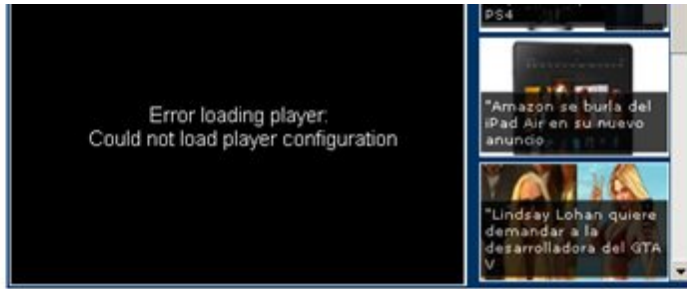 Error loading player:
Could not load player configuration
PS4
"Amazon se burla del
iPad Air en su nuevo
anuncio
"Lindsay Lohan quiere
demandar a la
desarrolladora del GTA
V